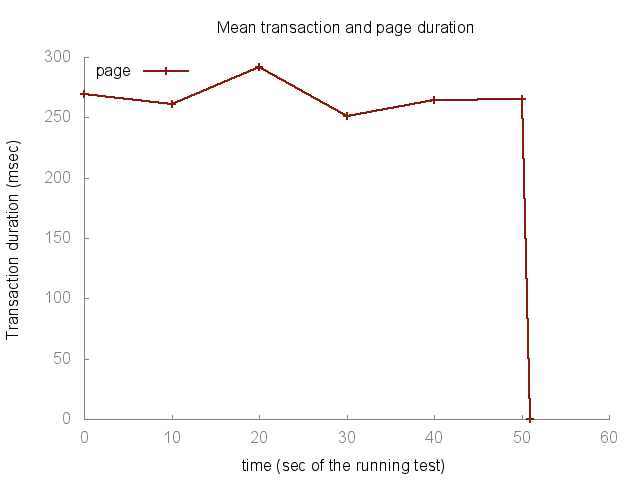 Mean transaction and page duration
300
page
250
200
150
100
50
0
Transaction duration (msec)
0 10 20 30 40 50 60
time (sec of the running test)